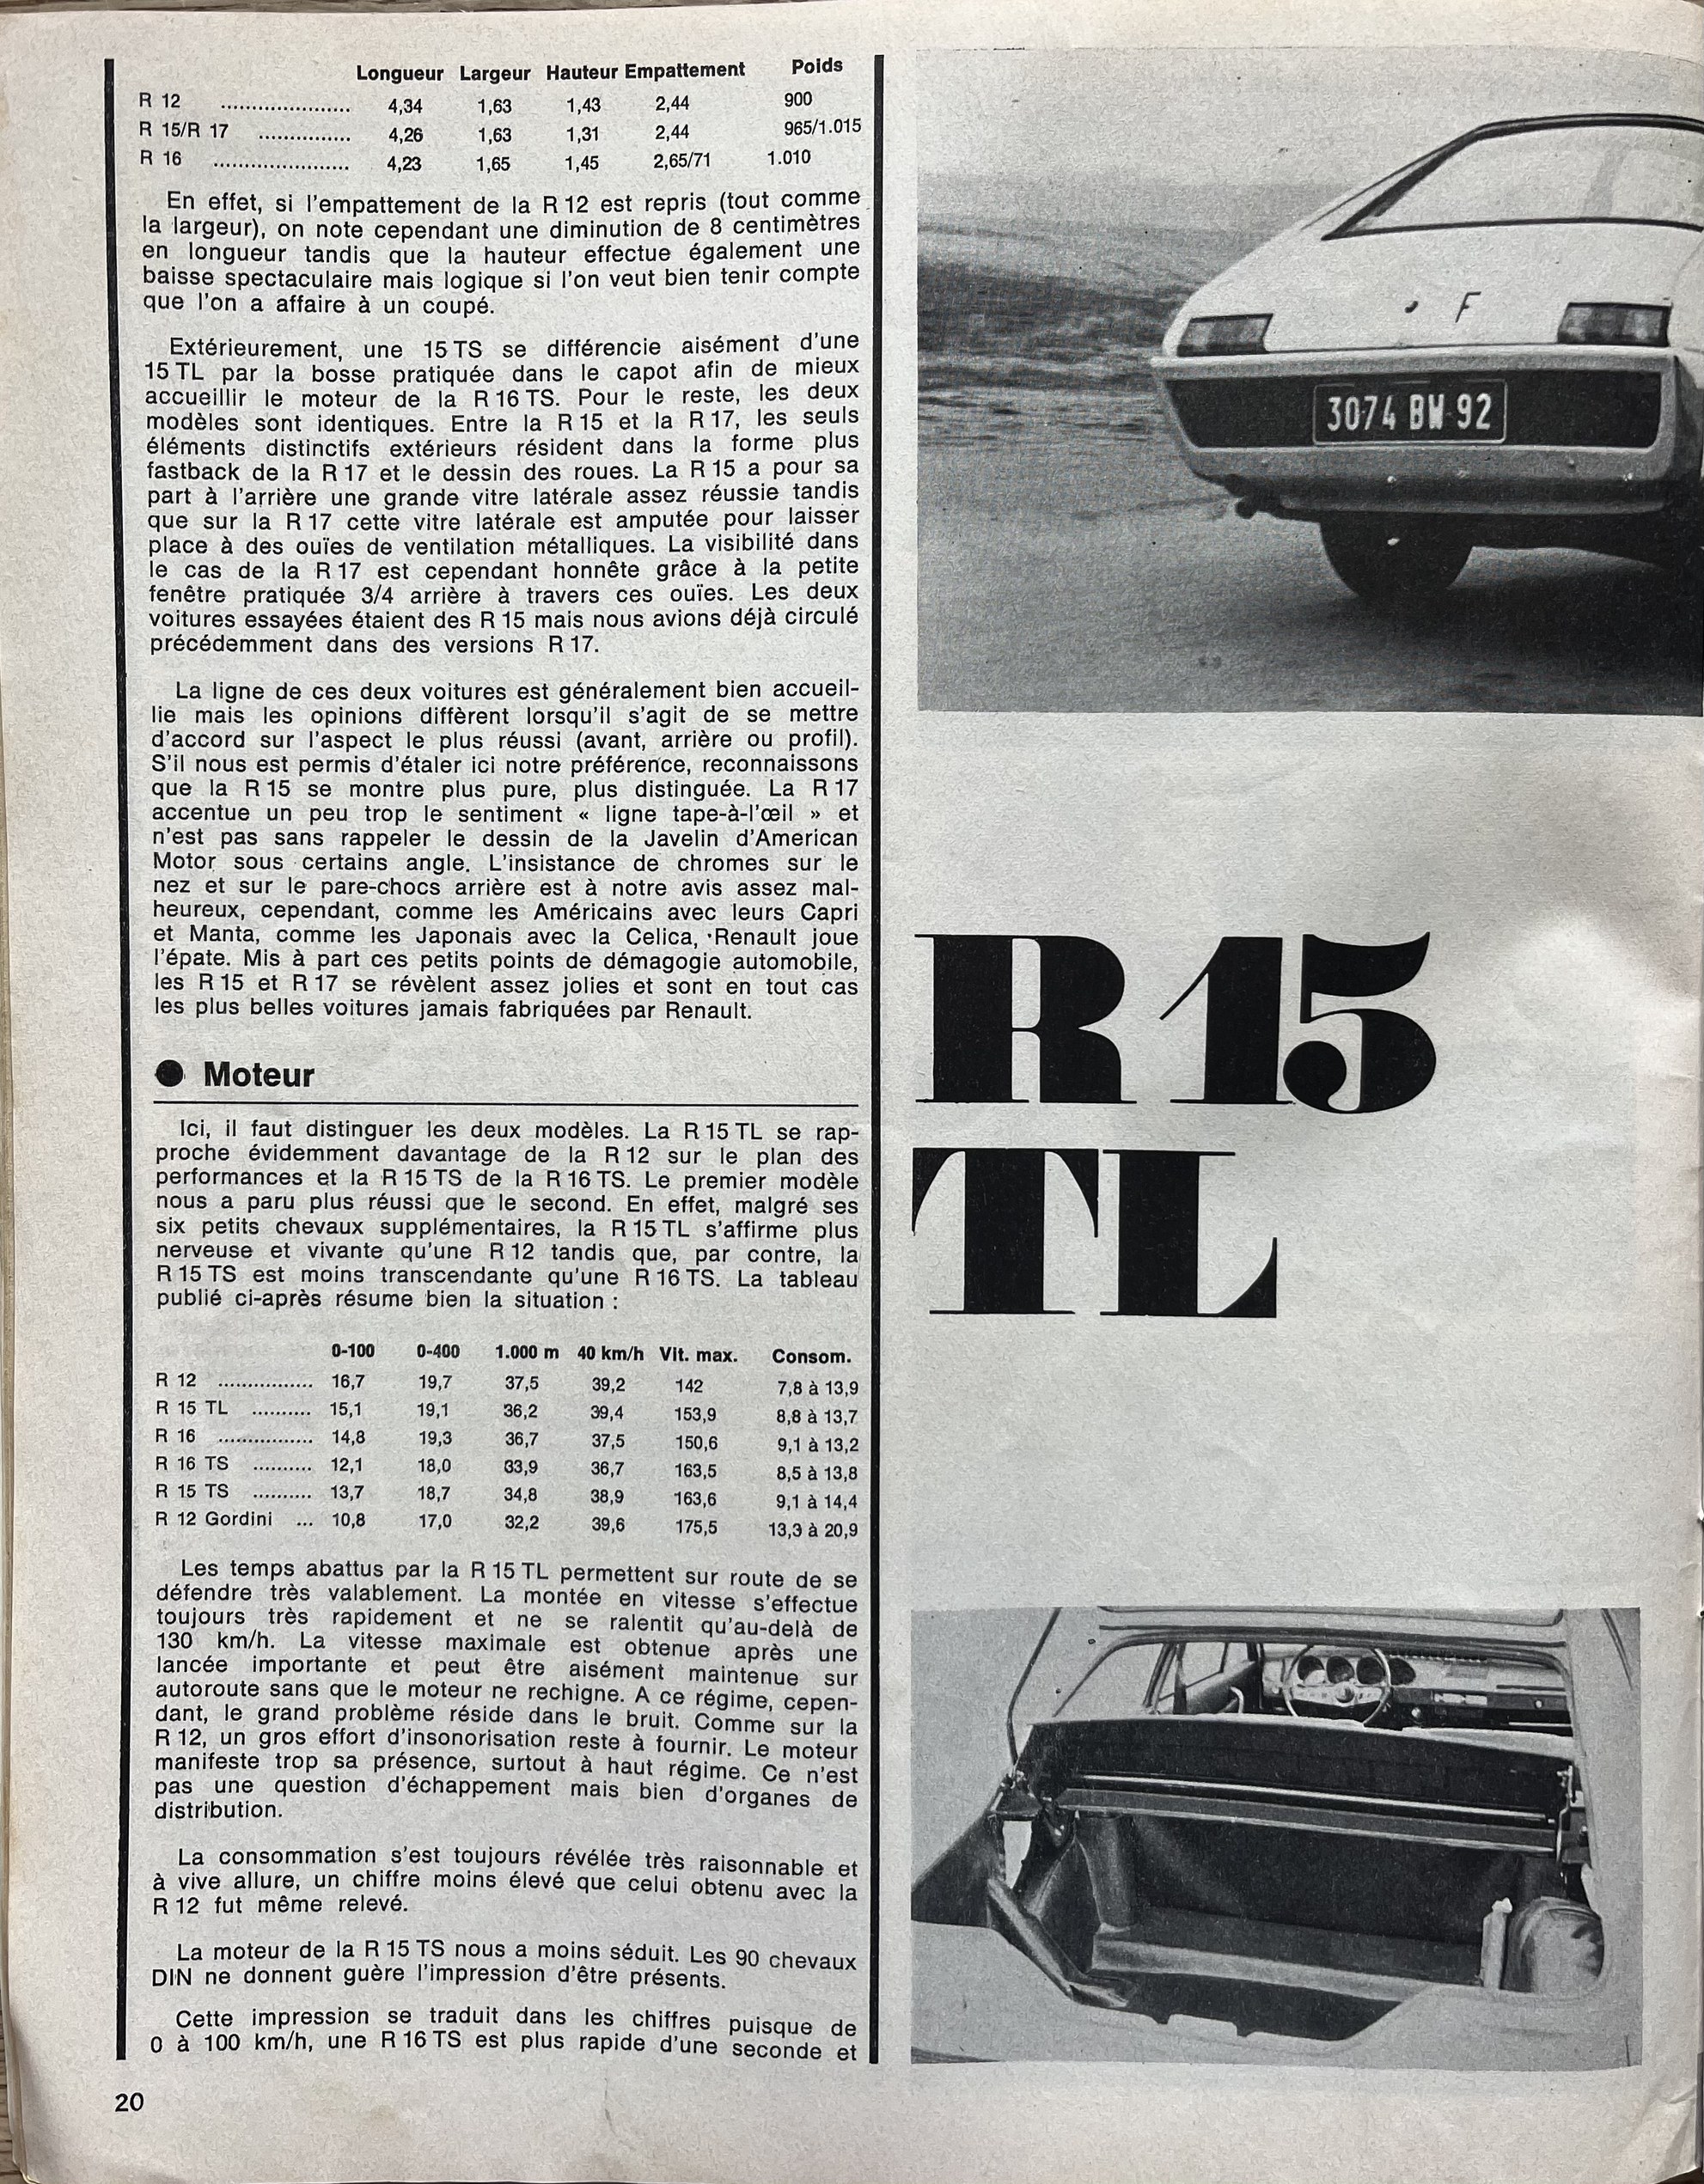 Longueur Largeur Hauteur Empattement Poids
R 12 ...................... 4,34 1,63 1,43 2,44 900
R 15/R 17 ............... 4,26 1,63 1,31 2,44 965/1.015
R 16 ...................... 4,23 1,65 1,45 2,65/71 1.010
En effet, si l'empattement de la R 12 est repris (tout comme
la largeur), on note cependant une diminution de 8 centimètres
en longueur tandis que la hauteur effectue également une
baisse spectaculaire mais logique si l'on veut bien tenir compte
que l'on a affaire à un coupé.
Extérieurement, une 15 TS se différencie aisément d'une
15 TL par la bosse pratiquée dans le capot afin de mieux
accueillir le moteur de la R 16 TS. Pour le reste, les deux
modèles sont identiques. Entre la R 15 et la R 17, les seuls
éléments distinctifs extérieurs résident dans la forme plus
fastback de la R 17 et le dessin des roues. La R 15 a pour sa
part à l'arrière une grande vitre latérale assez réussie tandis
que sur la R 17 cette vitre latérale est amputée pour laisser
place à des ouïes de ventilation métalliques. La visibilité dans
le cas de la R 17 est cependant honnête grâce à la petite
fenêtre pratiquée 3/4 arrière à travers ces ouïes. Les deux
voitures essayées étaient des R 15 mais nous avions déjà circulé
précédemment dans des versions R 17.
La ligne de ces deux voitures est généralement bien accueil-
lie mais les opinions diffèrent lorsqu'il s'agit de se mettre
d'accord sur l'aspect le plus réussi (avant, arrière ou profil).
S'il nous est permis d'étaler ici notre préférence, reconnaissons
que la R 15 se montre plus pure, plus distinguée. La R 17
accentue un peu trop le sentiment « ligne tape-à-l'œil » et
n'est pas sans rappeler le dessin de la Javelin d'American
Motor sous certains angle. L'insistance de chromes sur le
nez et sur le pare-chocs arrière est à notre avis assez mal-
heureux, cependant, comme les Américains avec leurs Capri
et Manta, comme les Japonais avec la Celica, Renault joue
l'épate. Mis à part ces petits points de démagogie automobile,
les R 15 et R 17 se révèlent assez jolies et sont en tout cas
les plus belles voitures jamais fabriquées par Renault.
● Moteur
Ici, il faut distinguer les deux modèles. La R 15 TL se rap-
proche évidemment davantage de la R 12 sur le plan des
performances et la R 15 TS de la R 16 TS. Le premier modèle
nous a paru plus réussi que le second. En effet, malgré ses
six petits chevaux supplémentaires, la R 15 TL s'affirme plus
nerveuse et vivante qu'une R 12 tandis que, par contre, la
R 15 TS est moins transcendante qu'une R 16 TS. La tableau
publié ci-après résume bien la situation :
0-100 0-400 1.000 m 40 km/h Vit. max. Consom.
R 12 ................ 16,7 19,7 37,5 39,2 142 7,8 à 13,9
R 15 TL .......... 15,1 19,1 36,2 39,4 153,9 8,8 à 13,7
R 16 ................ 14,8 19,3 36,7 37,5 150,6 9,1 à 13,2
R 16 TS .......... 12,1 18,0 33,9 36,7 163,5 8,5 à 13,8
R 15 TS .......... 13,7 18,7 34,8 38,9 163,6 9,1 à 14,4
R 12 Gordini ... 10,8 17,0 32,2 39,6 175,5 13,3 à 20,9
Les temps abattus par la R 15 TL permettent sur route de se
défendre très valablement. La montée en vitesse s'effectue
toujours très rapidement et ne se ralentit qu'au-delà de
130 km/h. La vitesse maximale est obtenue après une
lancée importante et peut être aisément maintenue sur
autoroute sans que le moteur ne rechigne. A ce régime, cepen-
dant, le grand problème réside dans le bruit. Comme sur la
R 12, un gros effort d'insonorisation reste à fournir. Le moteur
manifeste trop sa présence, surtout à haut régime. Ce n'est
pas une question d'échappement mais bien d'organes de
distribution.
La consommation s'est toujours révélée très raisonnable et
à vive allure, un chiffre moins élevé que celui obtenu avec la
R 12 fut même relevé.
La moteur de la R 15 TS nous a moins séduit. Les 90 chevaux
DIN ne donnent guère l'impression d'être présents.
Cette impression se traduit dans les chiffres puisque de
0 à 100 km/h, une R 16 TS est plus rapide d'une seconde et
20
F
3074 BW 92
R 15
TL